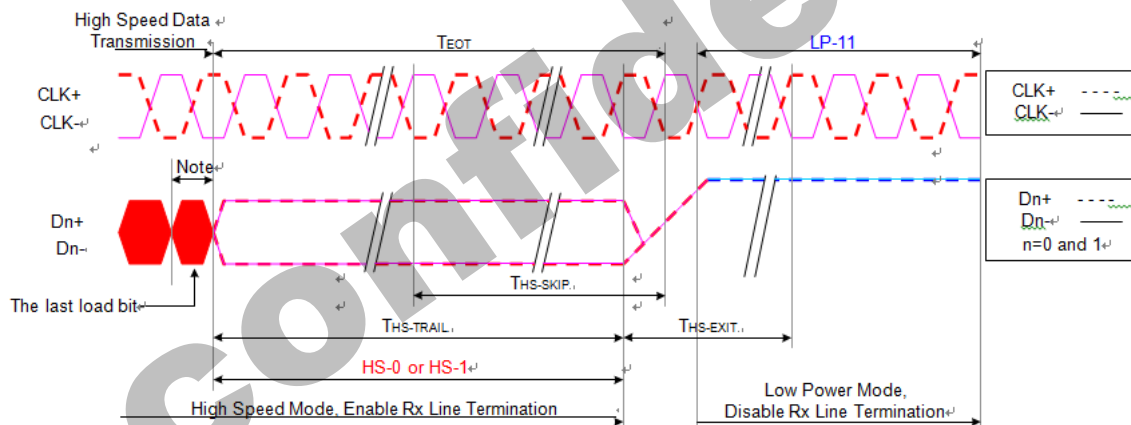 High Speed Data
Transmission
TEOT
LP-11
CLK+
CLK-
CLK+
CLK-
Note
Dn+
Dn-
Dn+
Dn-
n=0 and 1
THS-SKIP
The last load bit
THS-TRAIL
THS-EXIT
HS-0 or HS-1
High Speed Mode, Enable Rx Line Termination
Low Power Mode,
Disable Rx Line Termination
confide